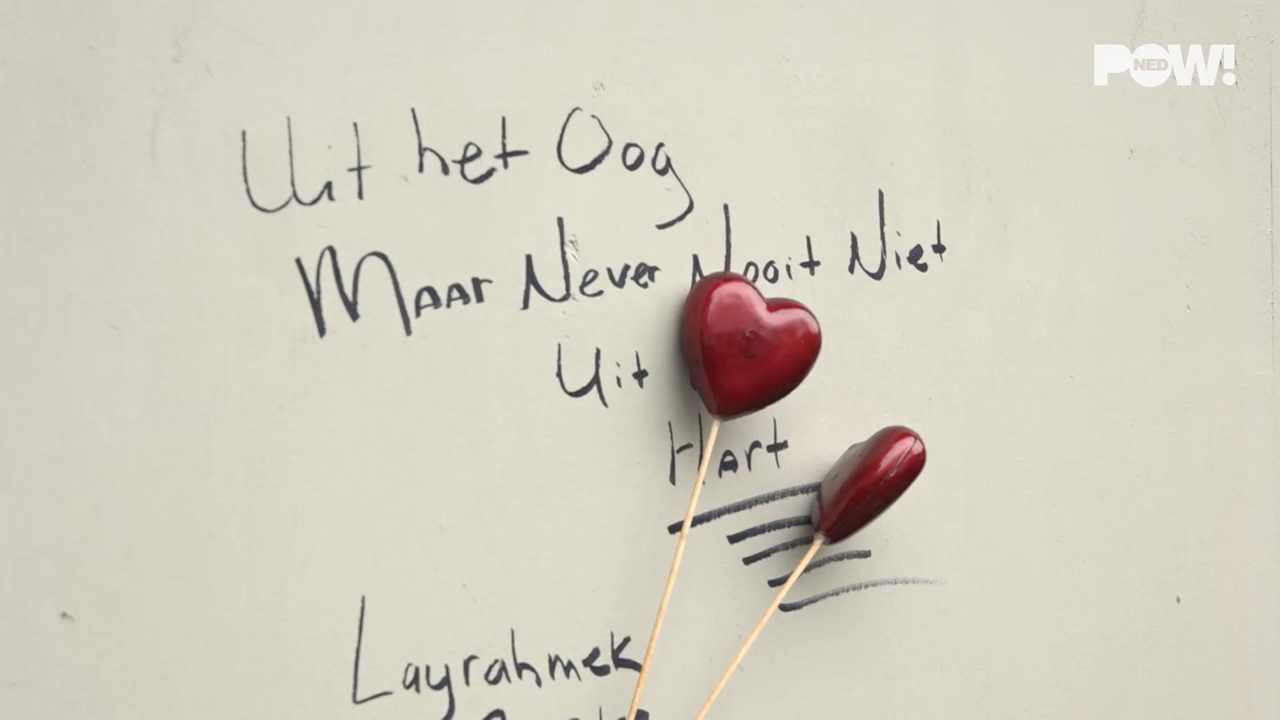 POW!
NED
Uit het Oog
Maar Never Nooit Niet
Uit
Hart
Layrahmek